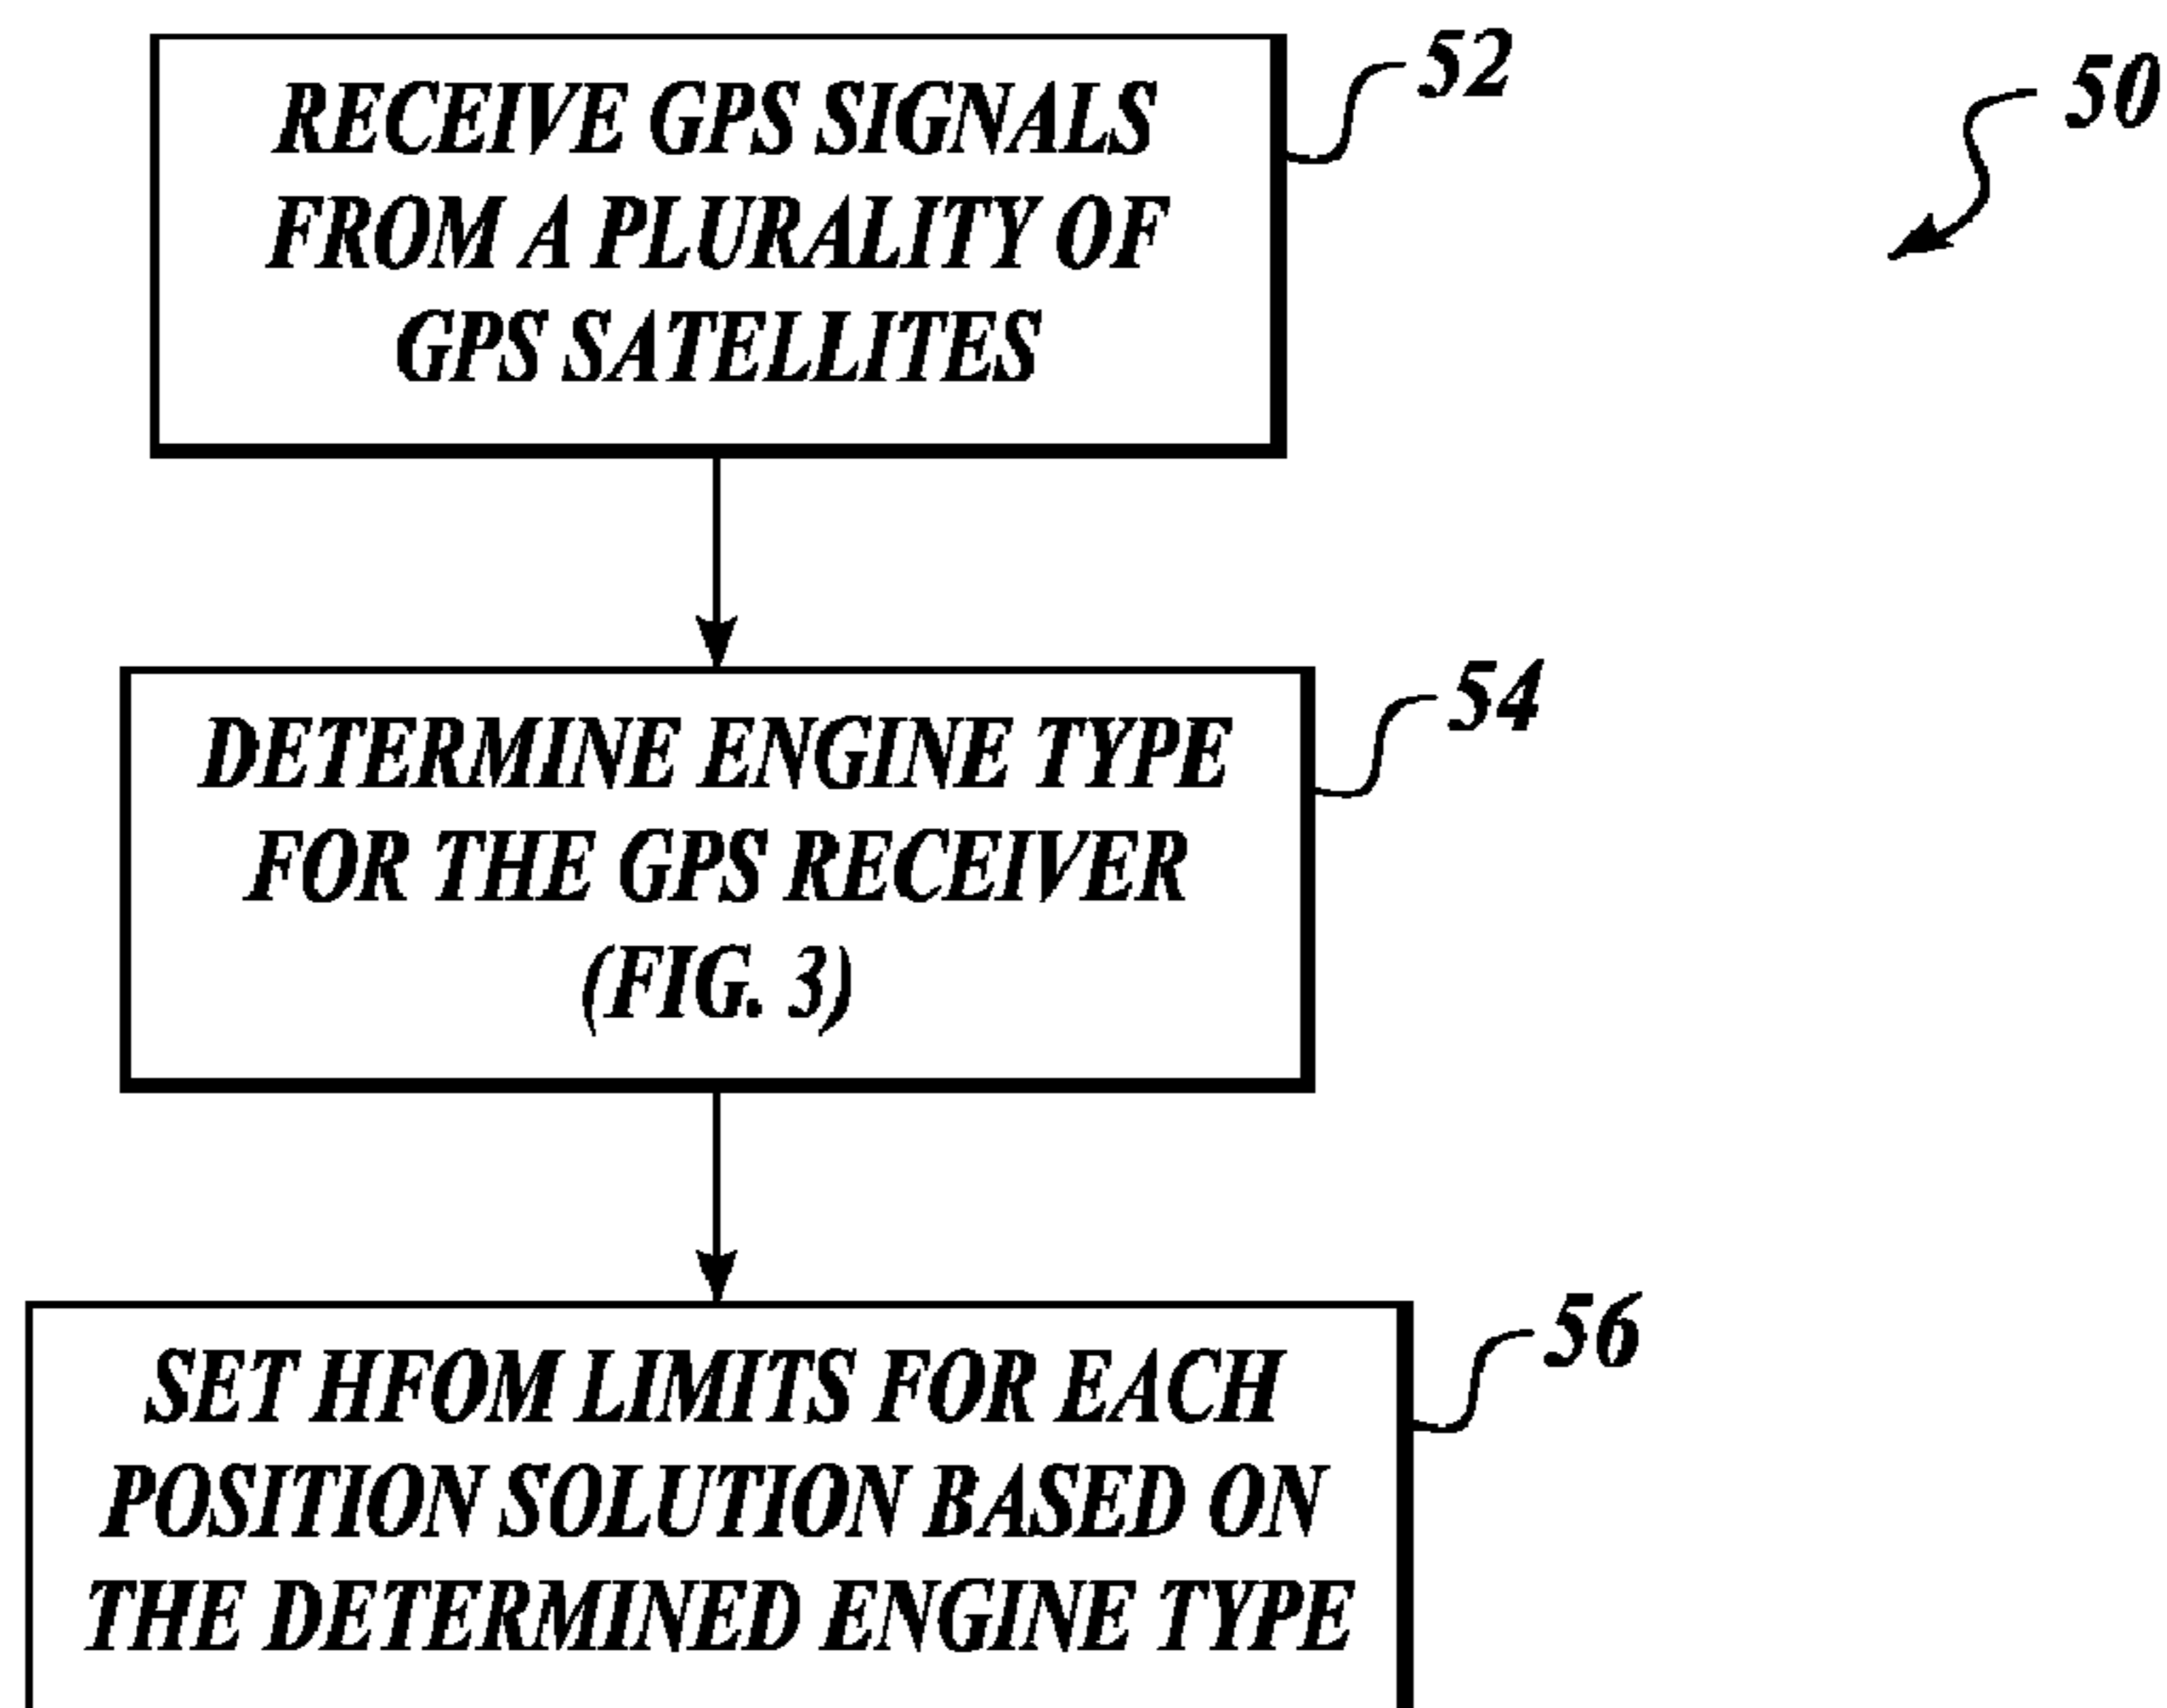 RECEIVE GPS SIGNALS
FROM A PLURALITY OF
GPS SATELLITES
52
50
DETERMINE ENGINE TYPE
FOR THE GPS RECEIVER
(FIG. 3)
54
SET HFOM LIMITS FOR EACH
POSITION SOLUTION BASED ON
THE DETERMINED ENGINE TYPE
56